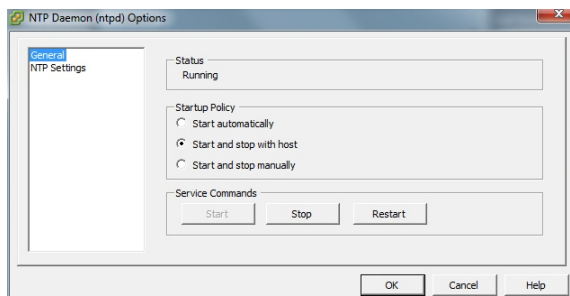 NTP Daemon (ntpd) Options
General
NTP Settings
Status
Running
Startup Policy
Start automatically
Start and stop with host
Start and stop manually
Service Commands
Start Stop Restart
OK Cancel Help